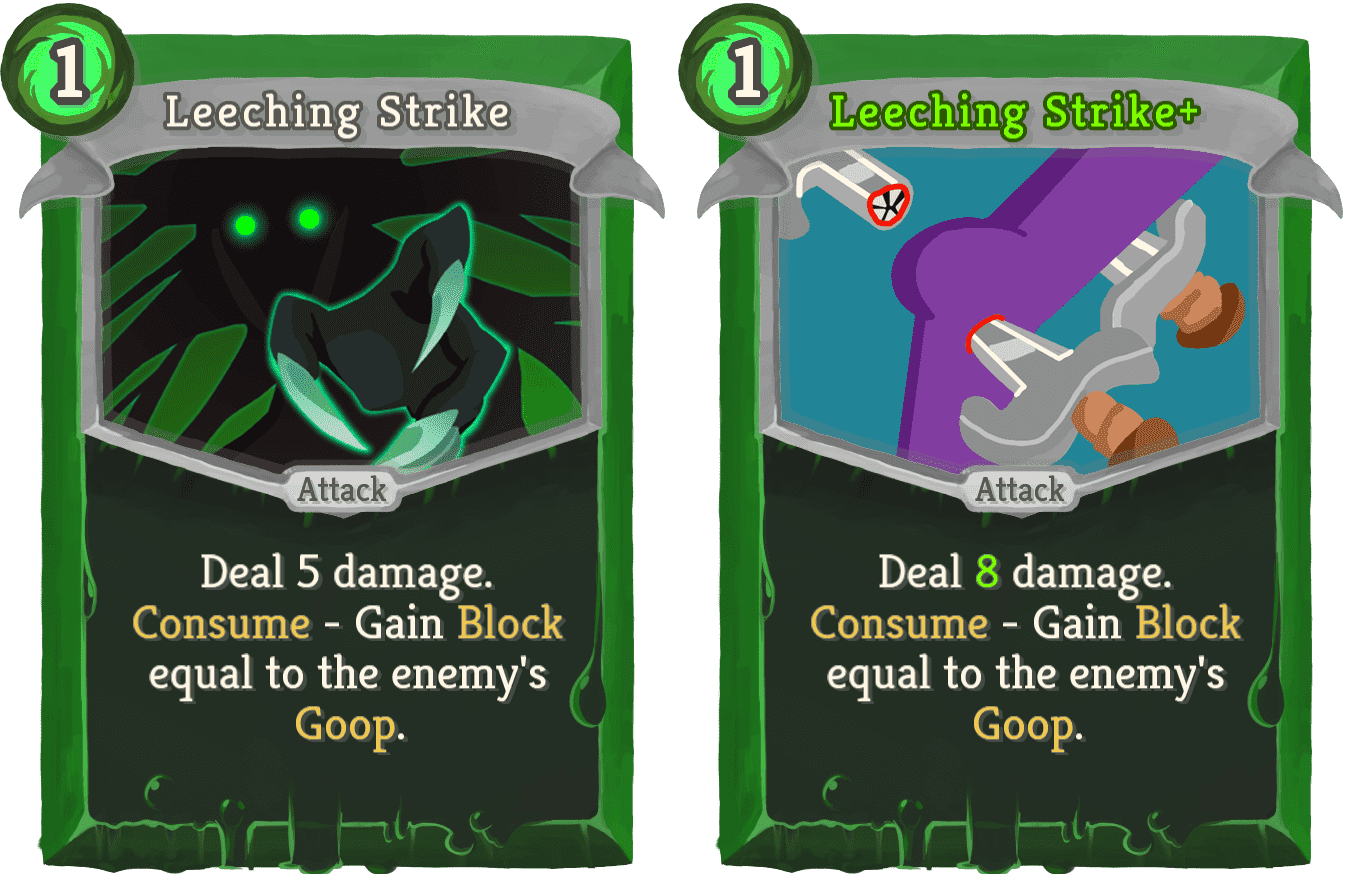 1
Leeching Strike
Attack
Deal 5 damage.
Consume - Gain Block
equal to the enemy's
Goop.
1
Leeching Strike+
Attack
Deal 8 damage.
Consume - Gain Block
equal to the enemy's
Goop.